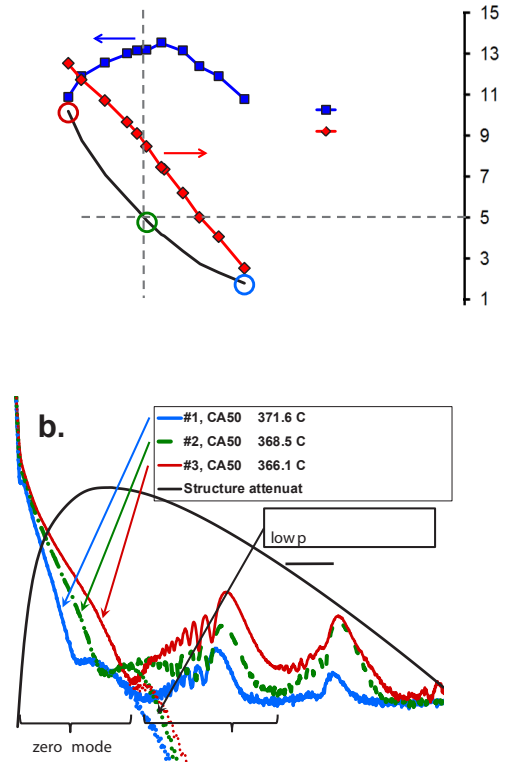 15
13
11
9
7
5
3
1
b.
#1, CA50 371.6 C
#2, CA50 368.5 C
#3, CA50 366.1 C
Structure attenuat
low p
zero mode